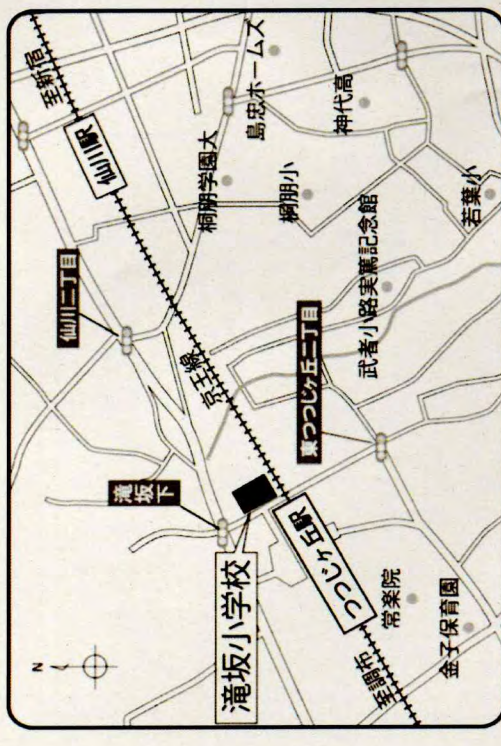 N
至新宿
仙川駅
仙川二丁目
桐朋学園大
島忠ホームズ
桐朋小
神代高
京王線
武者小路実篤記念館
若葉小
滝坂下
滝坂小学校
東つつじヶ丘二丁目
つつじヶ丘駅
常楽院
至調布
金子保育園